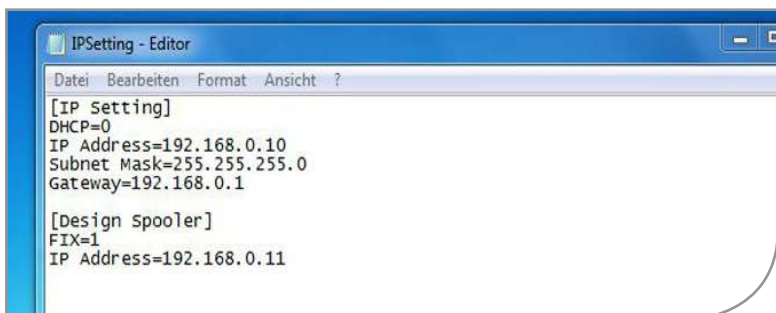 IPSetting - Editor
Datei Bearbeiten Format Ansicht ?
[IP Setting]
DHCP=0
IP Address=192.168.0.10
Subnet Mask=255.255.255.0
Gateway=192.168.0.1
[Design Spooler]
FIX=1
IP Address=192.168.0.11